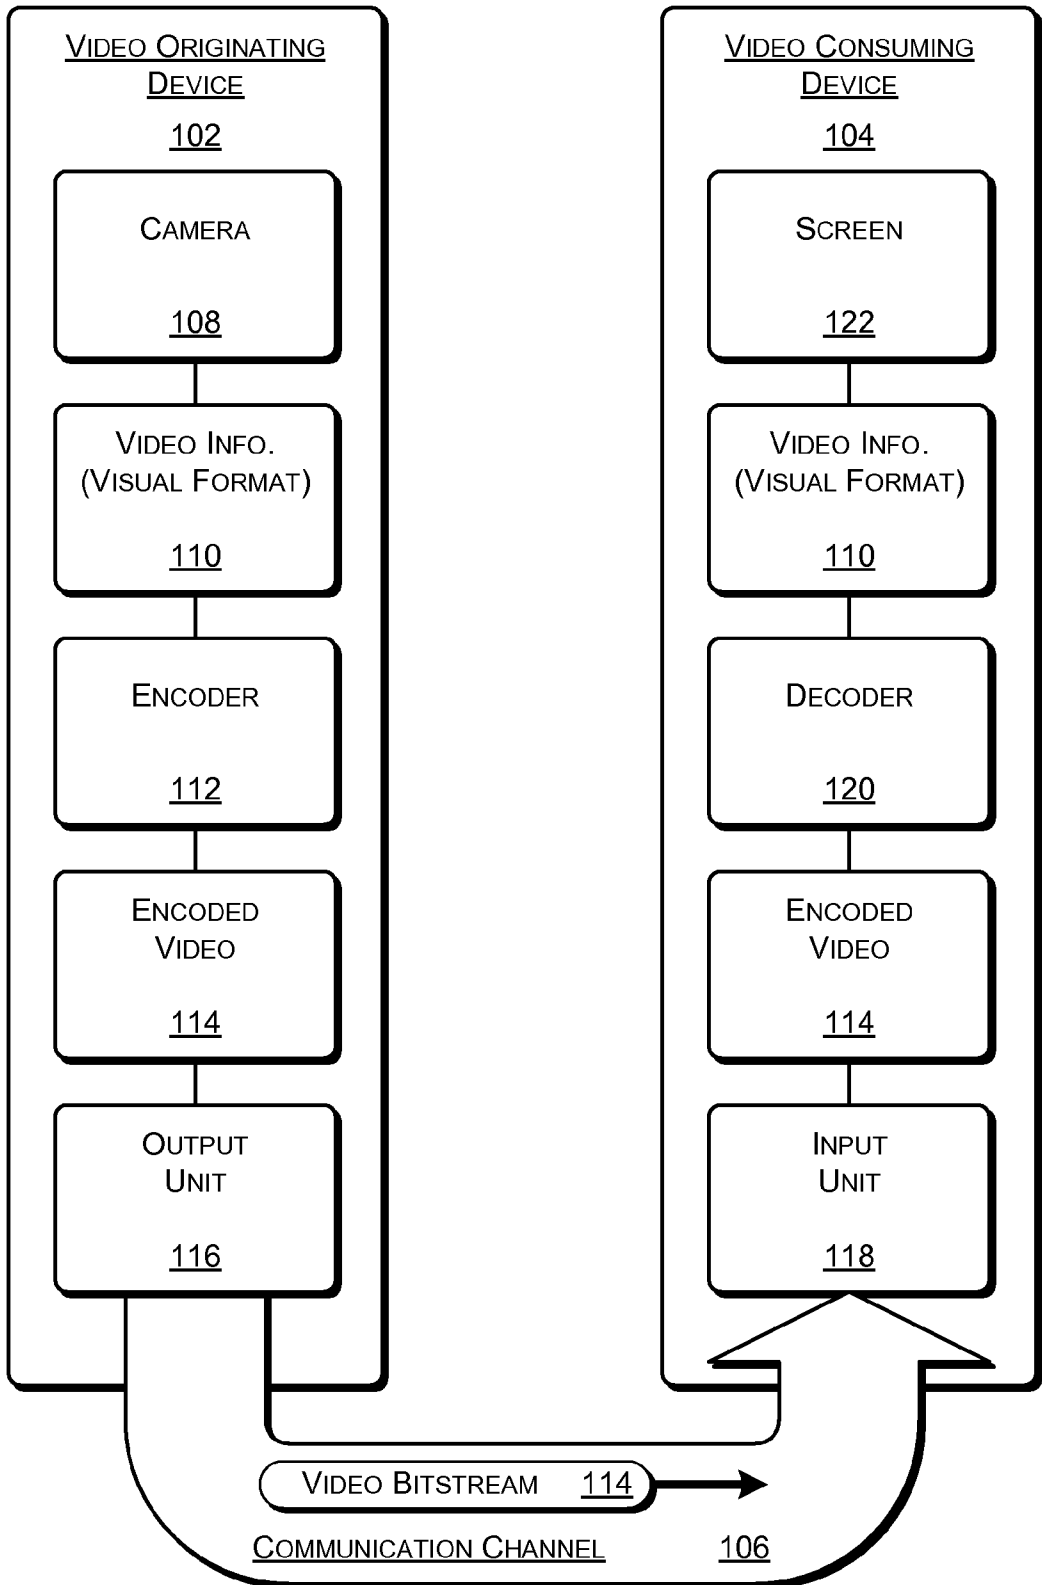 VIDEO ORIGINATING
DEVICE
102
CAMERA
108
VIDEO INFO.
(VISUAL FORMAT)
110
ENCODER
112
ENCODED
VIDEO
114
OUTPUT
UNIT
116
VIDEO CONSUMING
DEVICE
104
SCREEN
122
VIDEO INFO.
(VISUAL FORMAT)
110
DECODER
120
ENCODED
VIDEO
114
INPUT
UNIT
118
VIDEO BITSTREAM 114
COMMUNICATION CHANNEL 106